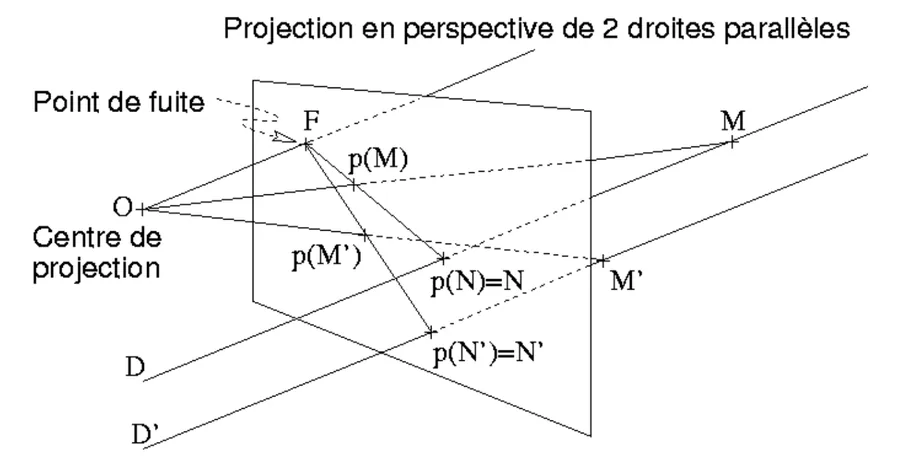 Projection en perspective de 2 droites parallèles
Point de fuite
F
M
p(M)
O
Centre de
projection
p(M')
p(N)=N
M'
p(N')=N'
D
D'